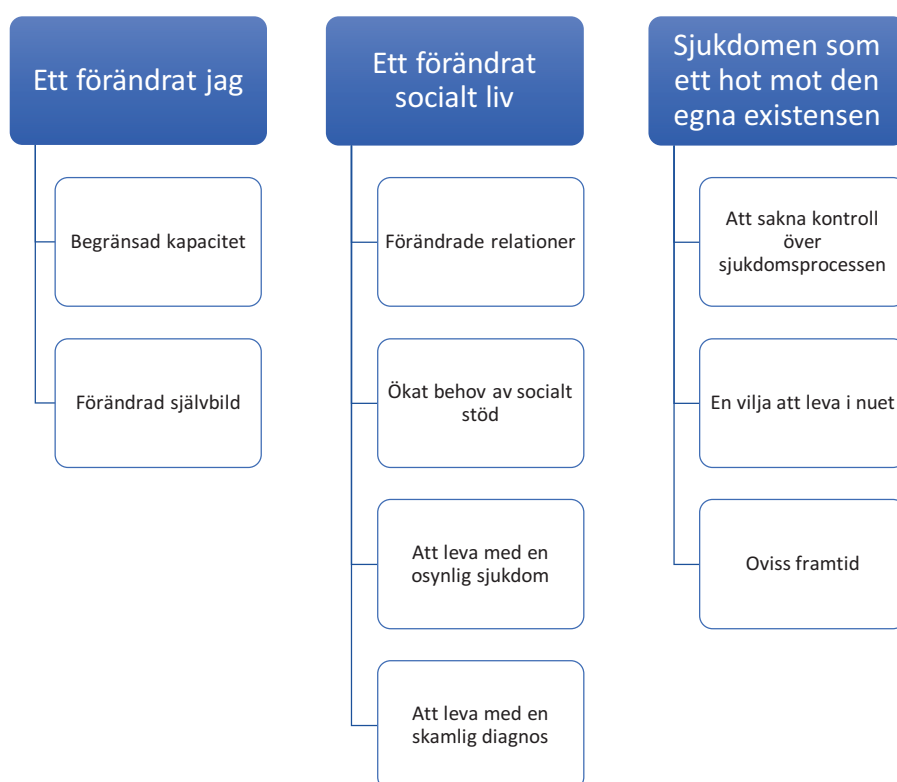 Ett förändrat jag
Begränsad kapacitet
Förändrad självbild
Ett förändrat
socialt liv
Förändrade relationer
Ökat behov av socialt
stöd
Att leva med en
osynlig sjukdom
Att leva med en
skamlig diagnos
Sjukdomen som
ett hot mot den
egna existensen
Att sakna kontroll
över
sjukdomsprocessen
En vilja att leva i nuet
Oviss framtid